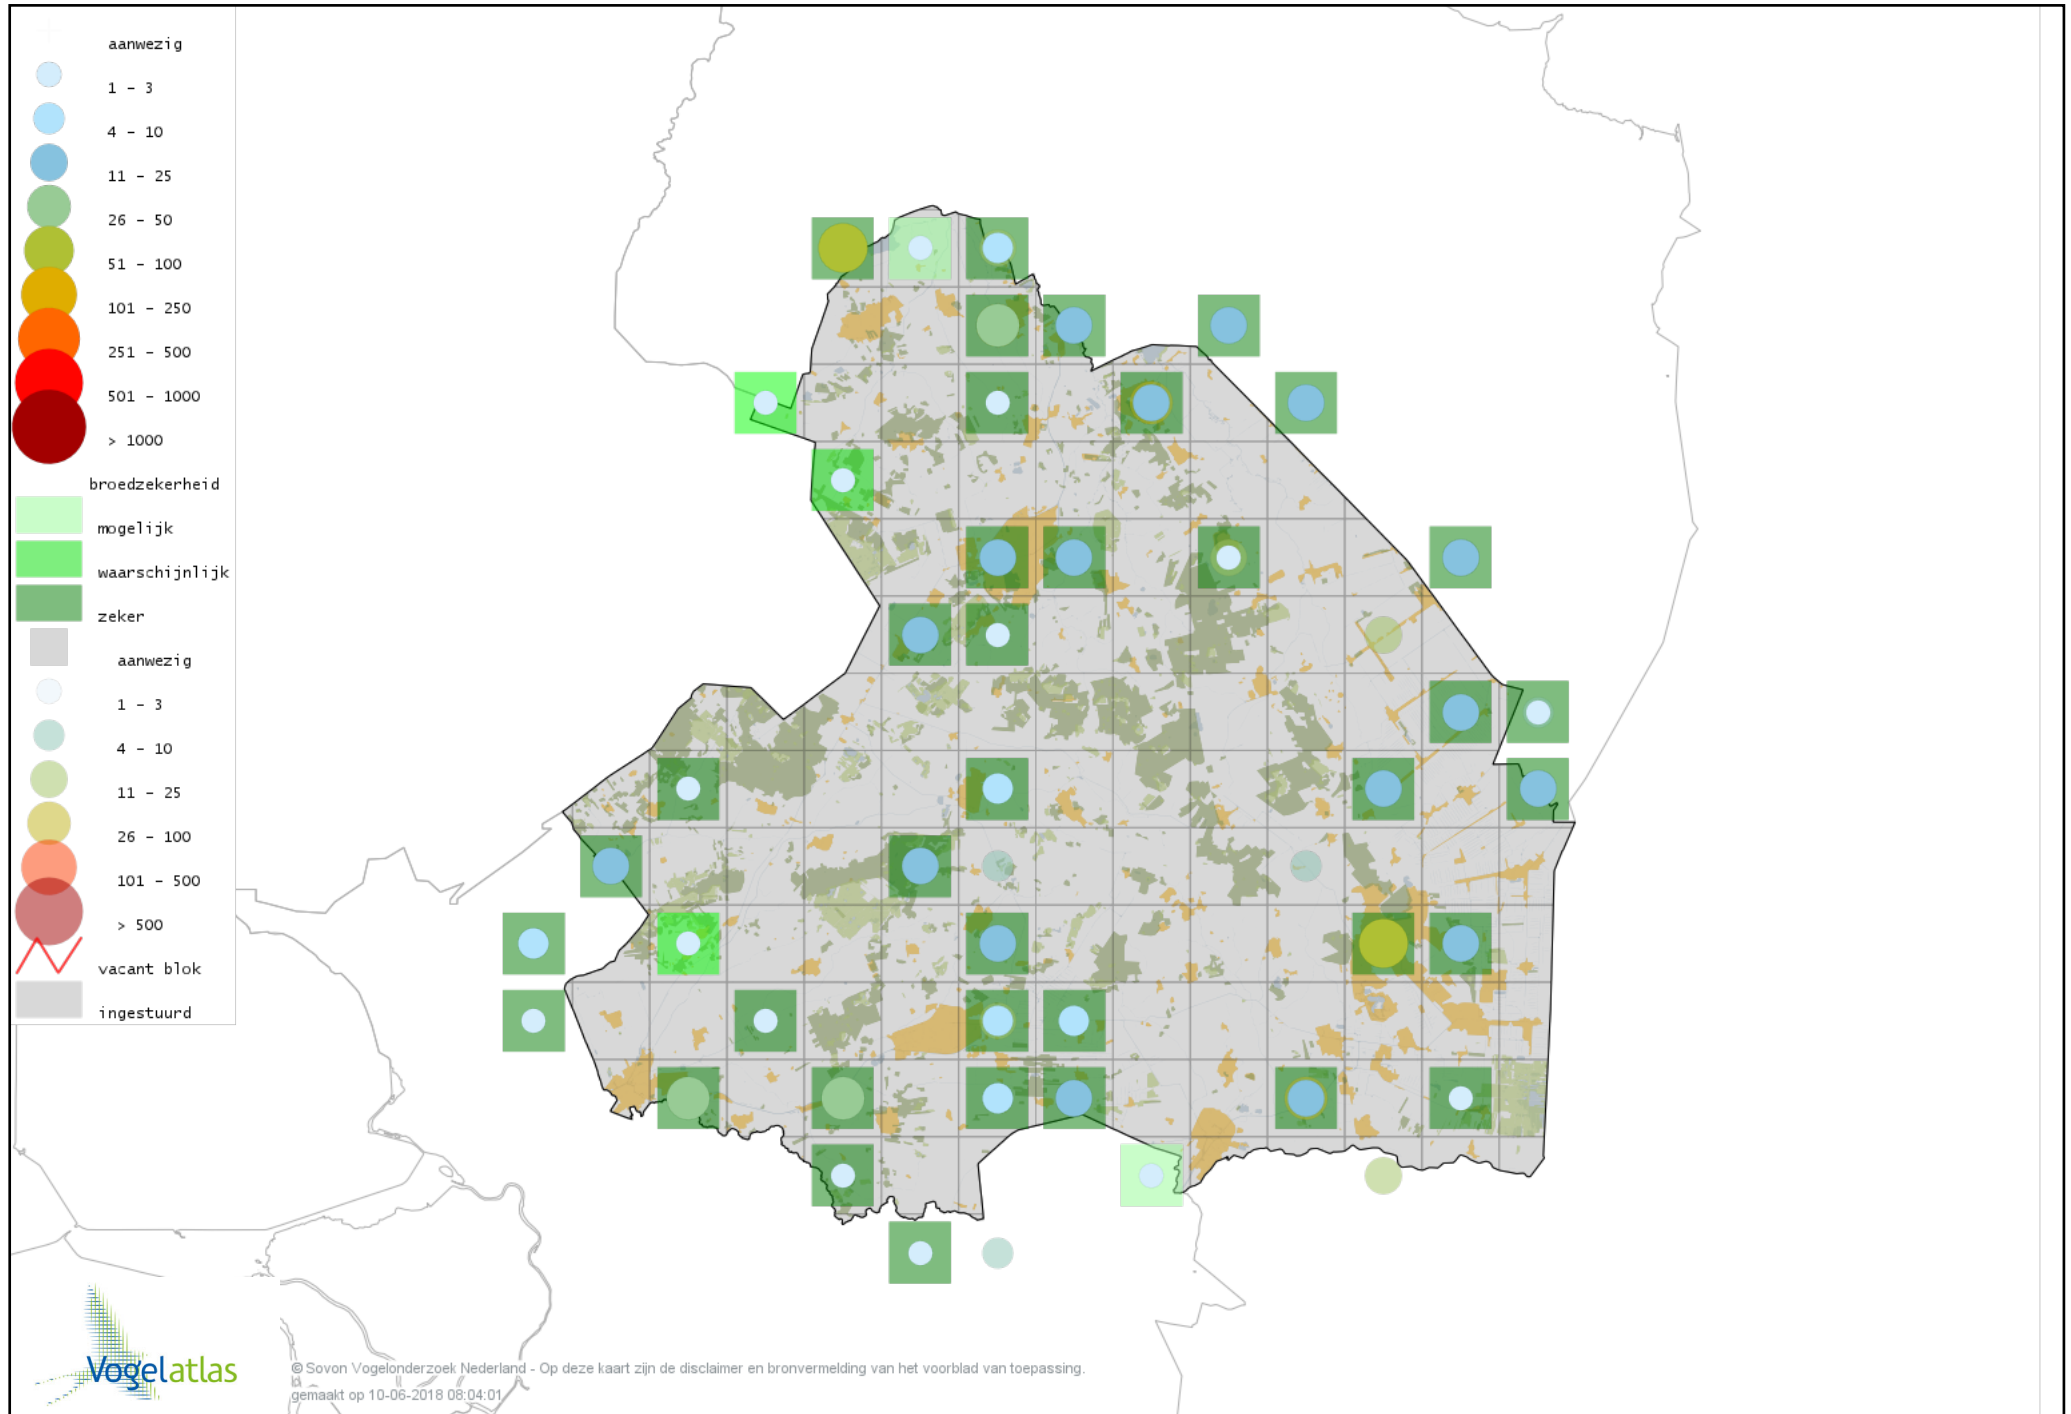 aanwezig
1 - 3
4 - 10
11 - 25
26 - 50
51 - 100
101 - 250
251 - 500
501 - 1000
> 1000
broedzekerheid
mogelijk
waarschijnlijk
zeker
aanwezig
1 - 3
4 - 10
11 - 25
26 - 100
101 - 500
> 500
vacant blok
ingestuurd
Vogelatlas
© Sovon Vogelonderzoek Nederland - Op deze kaart zijn de disclaimer en bronvermelding van het voorblad van toepassing.
gemaakt op 10-06-2018 08:04:01